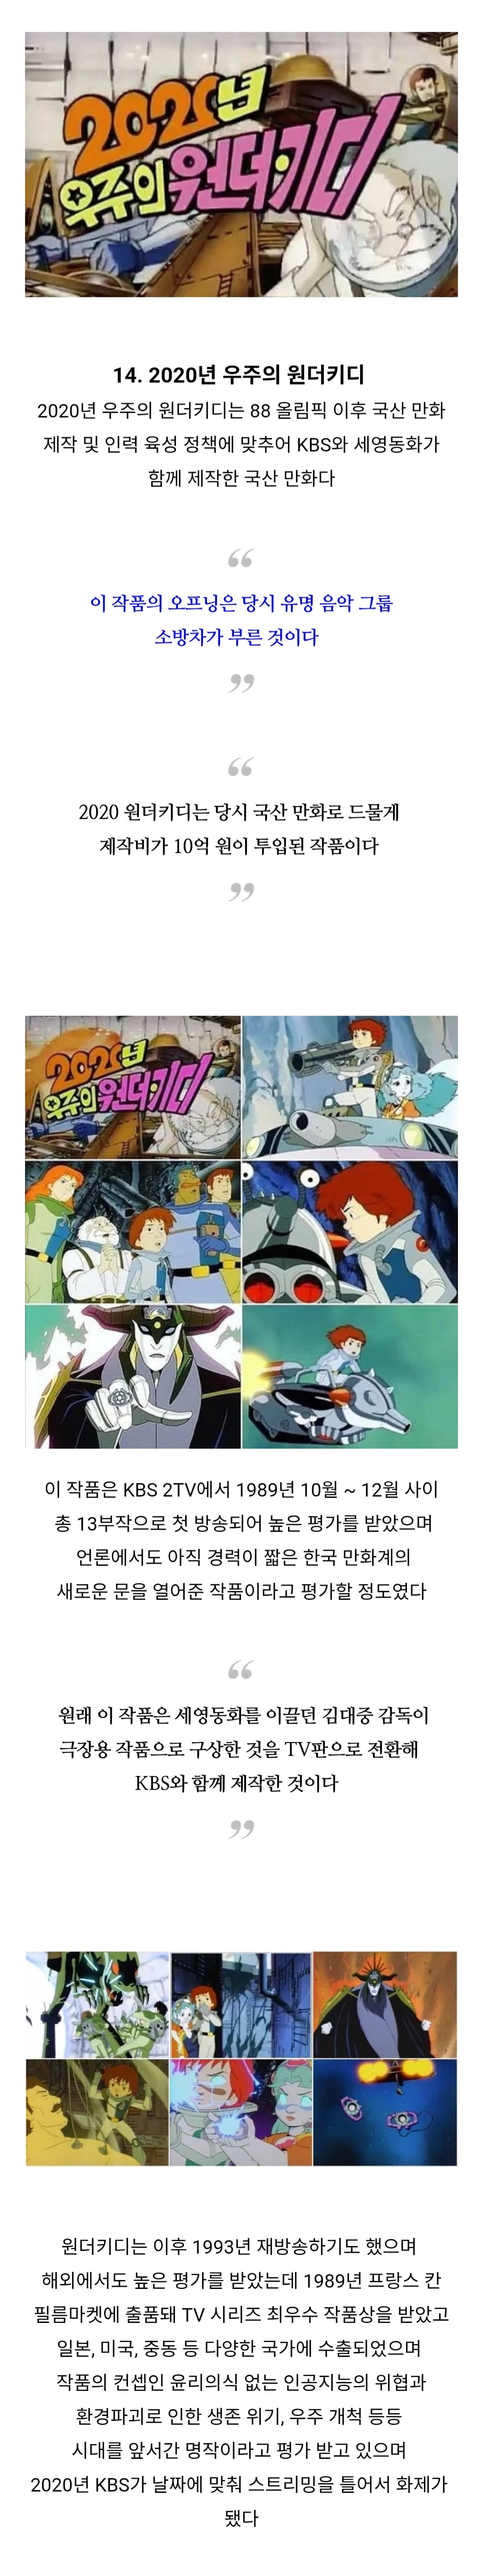 2020년
우주의 원더키디
14. 2020년 우주의 원더키디
2020년 우주의 원더키디는 88 올림픽 이후 국산 만화
제작 및 인력 육성 정책에 맞추어 KBS와 세영동화가
함께 제작한 국산 만화다
“
이 작품의 오프닝은 당시 유명 음악 그룹
소방차가 부른 것이다
”
“
2020 원더키디는 당시 국산 만화로 드물게
제작비가 10억 원이 투입된 작품이다
”
2020년
우주의 원더키디
이 작품은 KBS 2TV에서 1989년 10월 ~ 12월 사이
총 13부작으로 첫 방송되어 높은 평가를 받았으며
언론에서도 아직 경력이 짧은 한국 만화계의
새로운 문을 열어준 작품이라고 평가할 정도였다
“
원래 이 작품은 세영동화를 이끌던 김대중 감독이
극장용 작품으로 구상한 것을 TV판으로 전환해
KBS와 함께 제작한 것이다
”
원더키디는 이후 1993년 재방송하기도 했으며
해외에서도 높은 평가를 받았는데 1989년 프랑스 칸
필름마켓에 출품돼 TV 시리즈 최우수 작품상을 받았고
일본, 미국, 중동 등 다양한 국가에 수출되었으며
작품의 컨셉인 윤리의식 없는 인공지능의 위협과
환경파괴로 인한 생존 위기, 우주 개척 등등
시대를 앞서간 명작이라고 평가 받고 있으며
2020년 KBS가 날짜에 맞춰 스트리밍을 틀어서 화제가
됐다